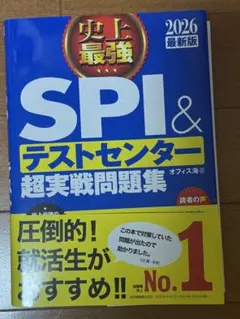 史上
最強
2026
最新版
SPI&
テストセンター
超実戦問題集
オフィス海 著
読者の声
圧倒的!
就活生が
おすすめ!!
この本で対策していた
問題が出たので
助かりました。
No.1